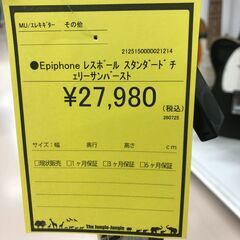 MU/エレキギター その他
2125150000021214
●Epiphone レスポール スタンダードチ
ェリーサンバースト
¥27,980
(税込)
280725
サイズ：幅 奥行 高さ cm
□現状販売 □1ヶ月保証 □3ヶ月保証 □6ヶ月保証
The Jungle-Jungle